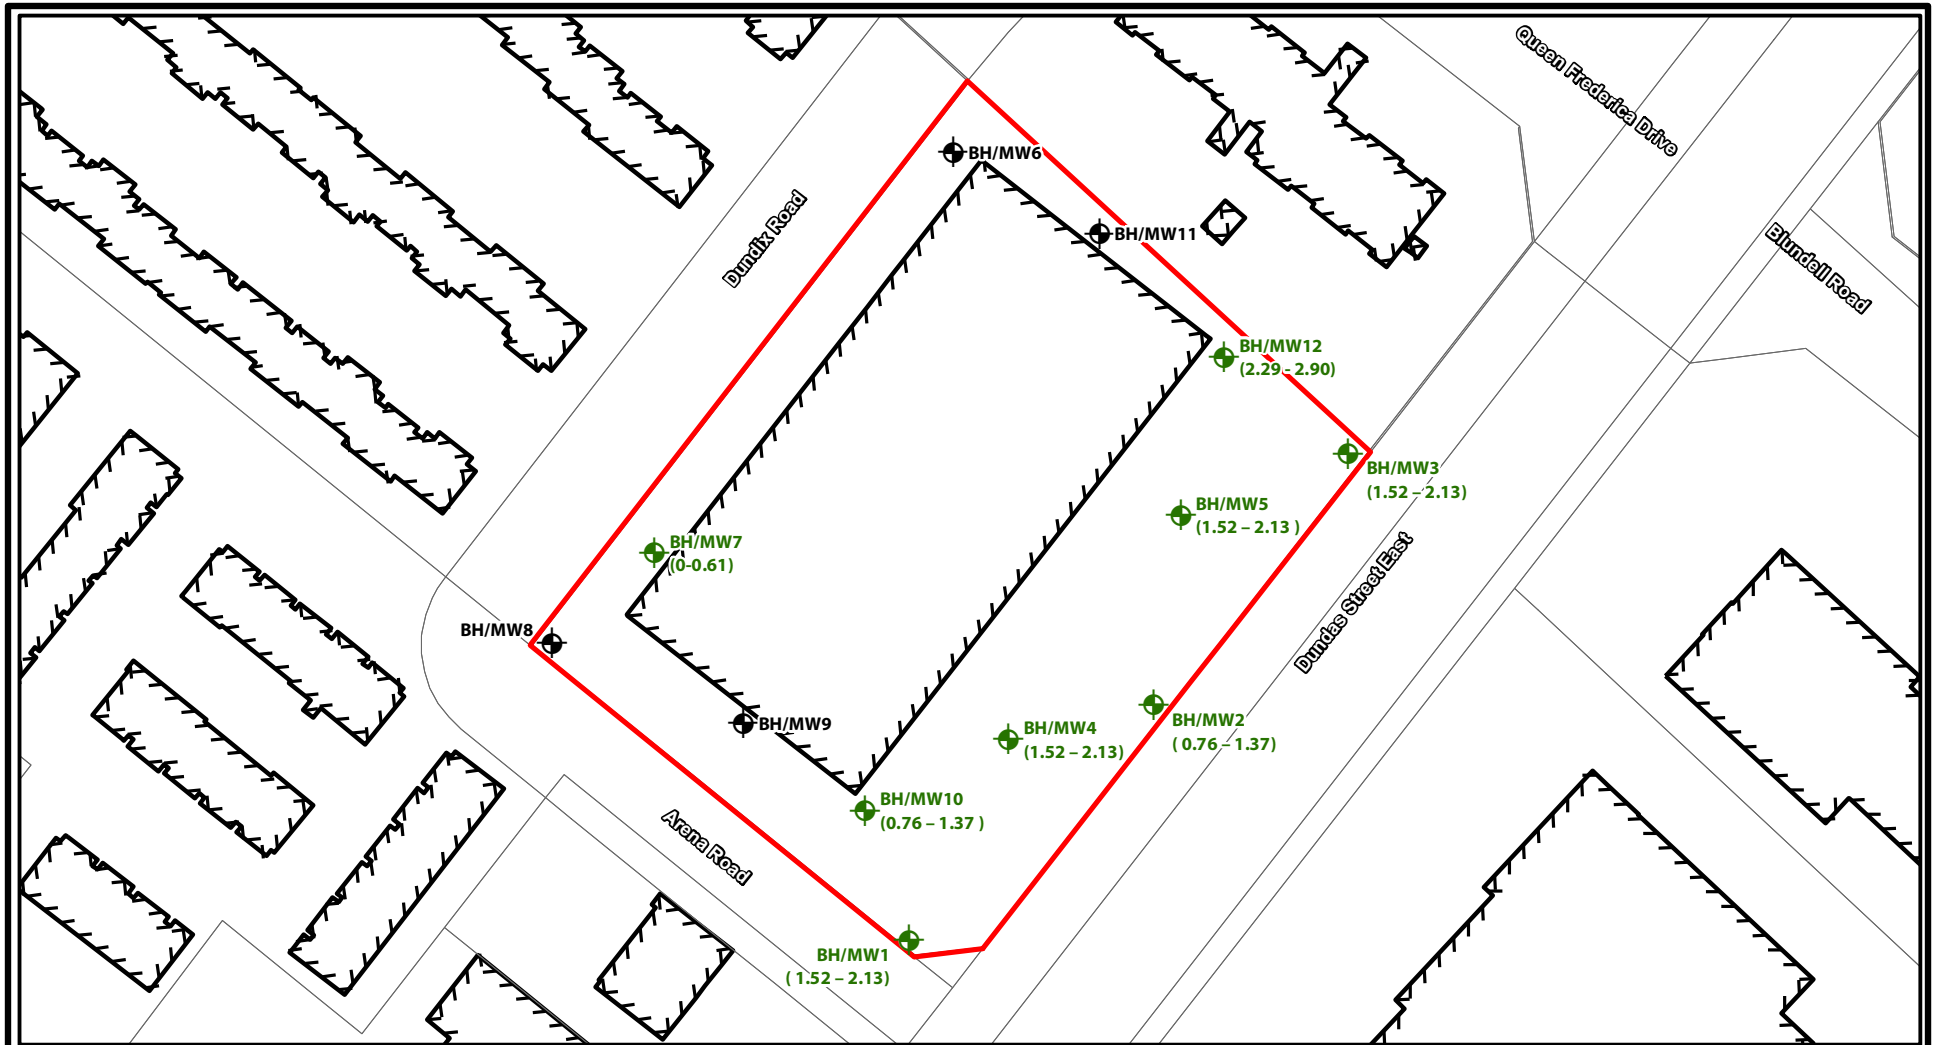 Queen Frederica Drive
BH/MW6
Dundix Road
BH/MW11
Blundell Road
BH/MW12
(2.29 - 2.90)
BH/MW3
(1.52 – 2.13)
BH/MW5
(1.52 – 2.13 )
BH/MW7
(0-0.61)
Dundas Street East
BH/MW8
BH/MW9
BH/MW4
(1.52 – 2.13)
BH/MW2
( 0.76 – 1.37)
BH/MW10
(0.76 – 1.37 )
Arena Road
BH/MW1
( 1.52 – 2.13)